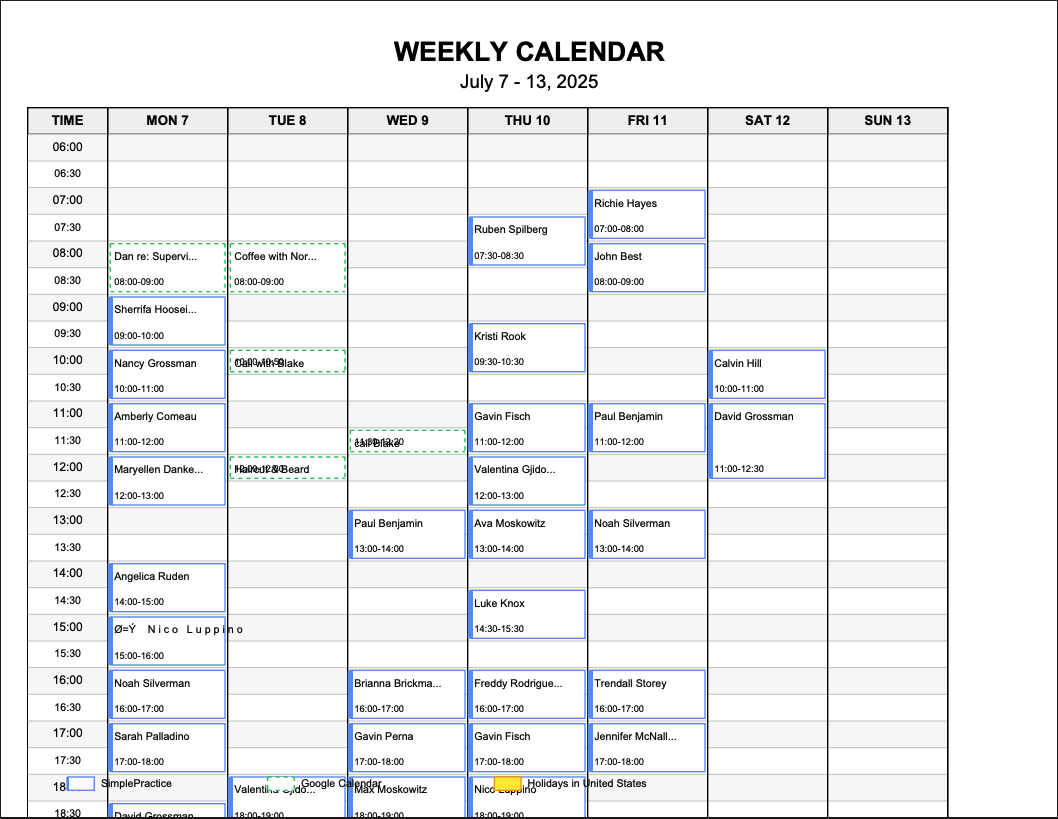 WEEKLY CALENDAR
July 7 - 13, 2025
TIME MON 7 TUE 8 WED 9 THU 10 FRI 11 SAT 12 SUN 13
06:00
06:30
07:00
Richie Hayes
07:00-08:00
07:30
Ruben Spilberg
07:30-08:30
08:00
Dan re: Supervi...
08:00-09:00
Coffee with Nor...
08:00-09:00
John Best
08:00-09:00
08:30
09:00
Sherrifa Hoosei...
09:00-10:00
09:30
Kristi Rook
09:30-10:30
10:00
Nancy Grossman
10:00-11:00
Call with Blake
Calvin Hill
10:00-11:00
10:30
11:00
Amberly Comeau
11:00-12:00
Gavin Fisch
11:00-12:00
Paul Benjamin
11:00-12:00
David Grossman
11:00-12:30
11:30
call Blake
12:00
Maryellen Danke...
12:00-13:00
Haircut & Beard
Valentina Gjido...
12:00-13:00
12:30
13:00
Paul Benjamin
13:00-14:00
Ava Moskowitz
13:00-14:00
Noah Silverman
13:00-14:00
13:30
14:00
Angelica Ruden
14:00-15:00
14:30
Luke Knox
14:30-15:30
15:00
Ø=Ý Nico Luppino
15:00-16:00
15:30
16:00
Noah Silverman
16:00-17:00
Brianna Brickma...
16:00-17:00
Freddy Rodrigue...
16:00-17:00
Trendall Storey
16:00-17:00
16:30
17:00
Sarah Palladino
17:00-18:00
Gavin Perna
17:00-18:00
Gavin Fisch
17:00-18:00
Jennifer McNall...
17:00-18:00
17:30
SimplePractice
Google Calendar
Holidays in United States
Valentina Gjido...
18:00-19:00
Max Moskowitz
18:00-19:00
Nico Luppino
18:00-19:00
18:30
David Grossman